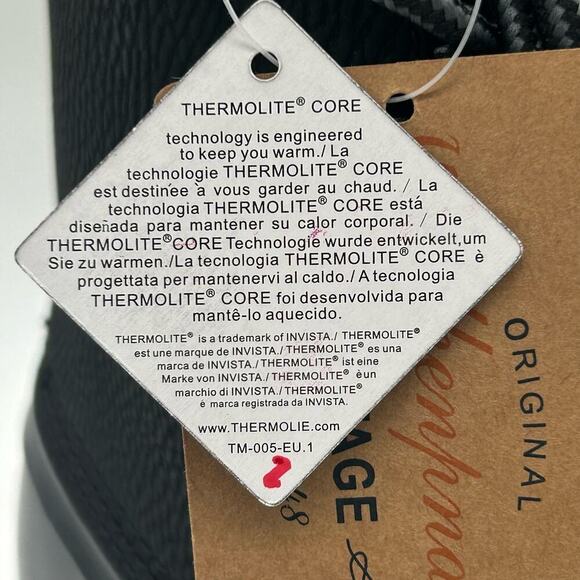 THERMOLITE® CORE
technology is engineered
to keep you warm./ La
technologie THERMOLITE® CORE
est destinée à vous garder au chaud. / La
technologia THERMOLITE® CORE está
diseñada para mantener su calor corporal. / Die
THERMOLITE® CORE Technologie wurde entwickelt,um
Sie zu warmen./La tecnologia THERMOLITE® CORE è
progettata per mantenervi al caldo./ A tecnologia
THERMOLITE® CORE foi desenvolvida para
mantê-lo aquecido.
THERMOLITE® is a trademark of INVISTA./ THERMOLITE®
est une marque de INVISTA./ THERMOLITE® es una
marca de INVISTA./ THERMOLITE® ist eine
Marke von INVISTA./ THERMOLITE® èun
marchio di INVISTA./ THERMOLITE®
é marca registrada da INVISTA.
www.THERMOLIE.com
TM-005-EU.1
ORIGINAL